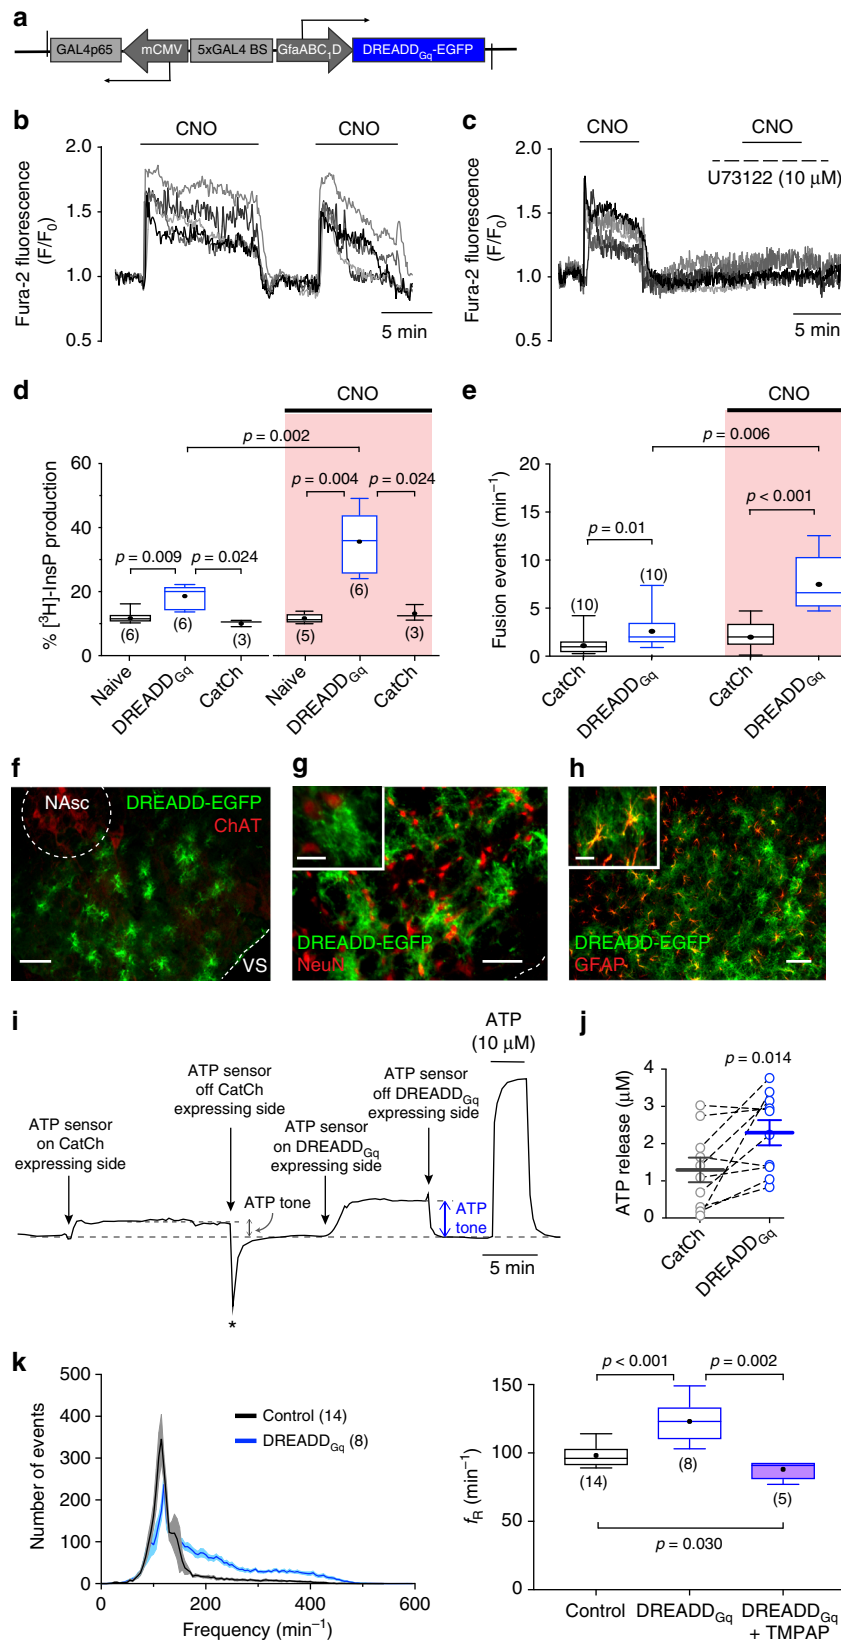 a
GAL4p65
mCMV
5xGAL4 BS
GfaABC1D
DREADDGq-EGFP
b
CNO
CNO
Fura-2 fluorescence
(F/F0)
2.0
1.5
1.0
0.5
5 min
c
CNO
CNO
U73122 (10 μM)
Fura-2 fluorescence
(F/F0)
2.0
1.5
1.0
0.5
5 min
d
CNO
p = 0.002
p = 0.004
p = 0.024
p = 0.009
p = 0.024
% [3H]-InsP production
60
40
20
0
(6)
(6)
(3)
(5)
(6)
(3)
Naive
DREADDGq
CatCh
Naive
DREADDGq
CatCh
e
CNO
p = 0.006
p < 0.001
p = 0.01
Fusion events (min−1)
20
15
10
5
0
(10)
(10)
CatCh
DREADDGq
CatCh
DREADDGq
f
NAsc
DREADD-EGFP
ChAT
VS
g
DREADD-EGFP
NeuN
h
DREADD-EGFP
GFAP
i
ATP
(10 μM)
ATP sensor
on CatCh
expressing side
ATP sensor
off CatCh
expressing side
ATP sensor
on DREADDGq
expressing side
ATP sensor
off DREADDGq
expressing side
ATP tone
ATP
tone
5 min
*
j
p = 0.014
ATP release (μM)
4
3
2
1
0
CatCh
DREADDGq
k
Number of events
500
400
300
200
100
0
0
200
400
600
Frequency (min−1)
Control (14)
DREADDGq (8)
p < 0.001
p = 0.002
fR (min−1)
150
100
50
0
(14)
(8)
(5)
p = 0.030
Control
DREADDGq
DREADDGq
+ TMPAP